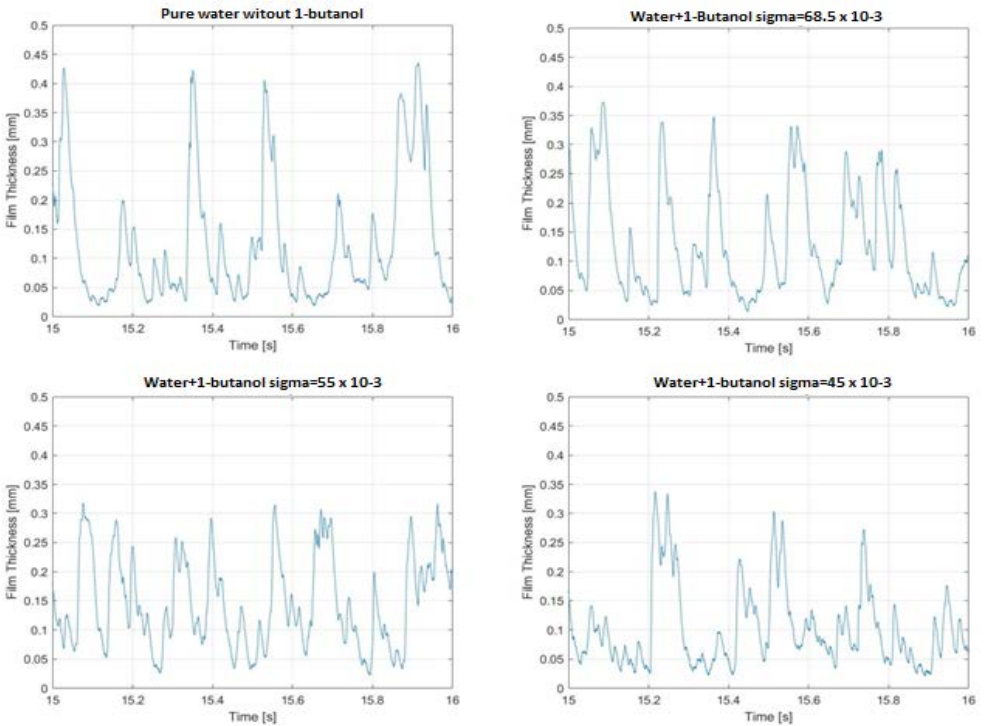 Pure water witout 1-butanol
0.5
0.45
0.4
0.35
0.3
0.25
0.2
0.15
0.1
0.05
0
Film Thickness [mm]
15 15.2 15.4 15.6 15.8 16
Time [s]
Water+1-Butanol sigma=68.5 x 10-3
0.5
0.45
0.4
0.35
0.3
0.25
0.2
0.15
0.1
0.05
0
Film Thickness [mm]
15 15.2 15.4 15.6 15.8 16
Time [s]
Water+1-butanol sigma=55 x 10-3
0.5
0.45
0.4
0.35
0.3
0.25
0.2
0.15
0.1
0.05
0
Film Thickness [mm]
15 15.2 15.4 15.6 15.8 16
Time [s]
Water+1-butanol sigma=45 x 10-3
0.5
0.45
0.4
0.35
0.3
0.25
0.2
0.15
0.1
0.05
0
Film Thickness [mm]
15 15.2 15.4 15.6 15.8 16
Time [s]